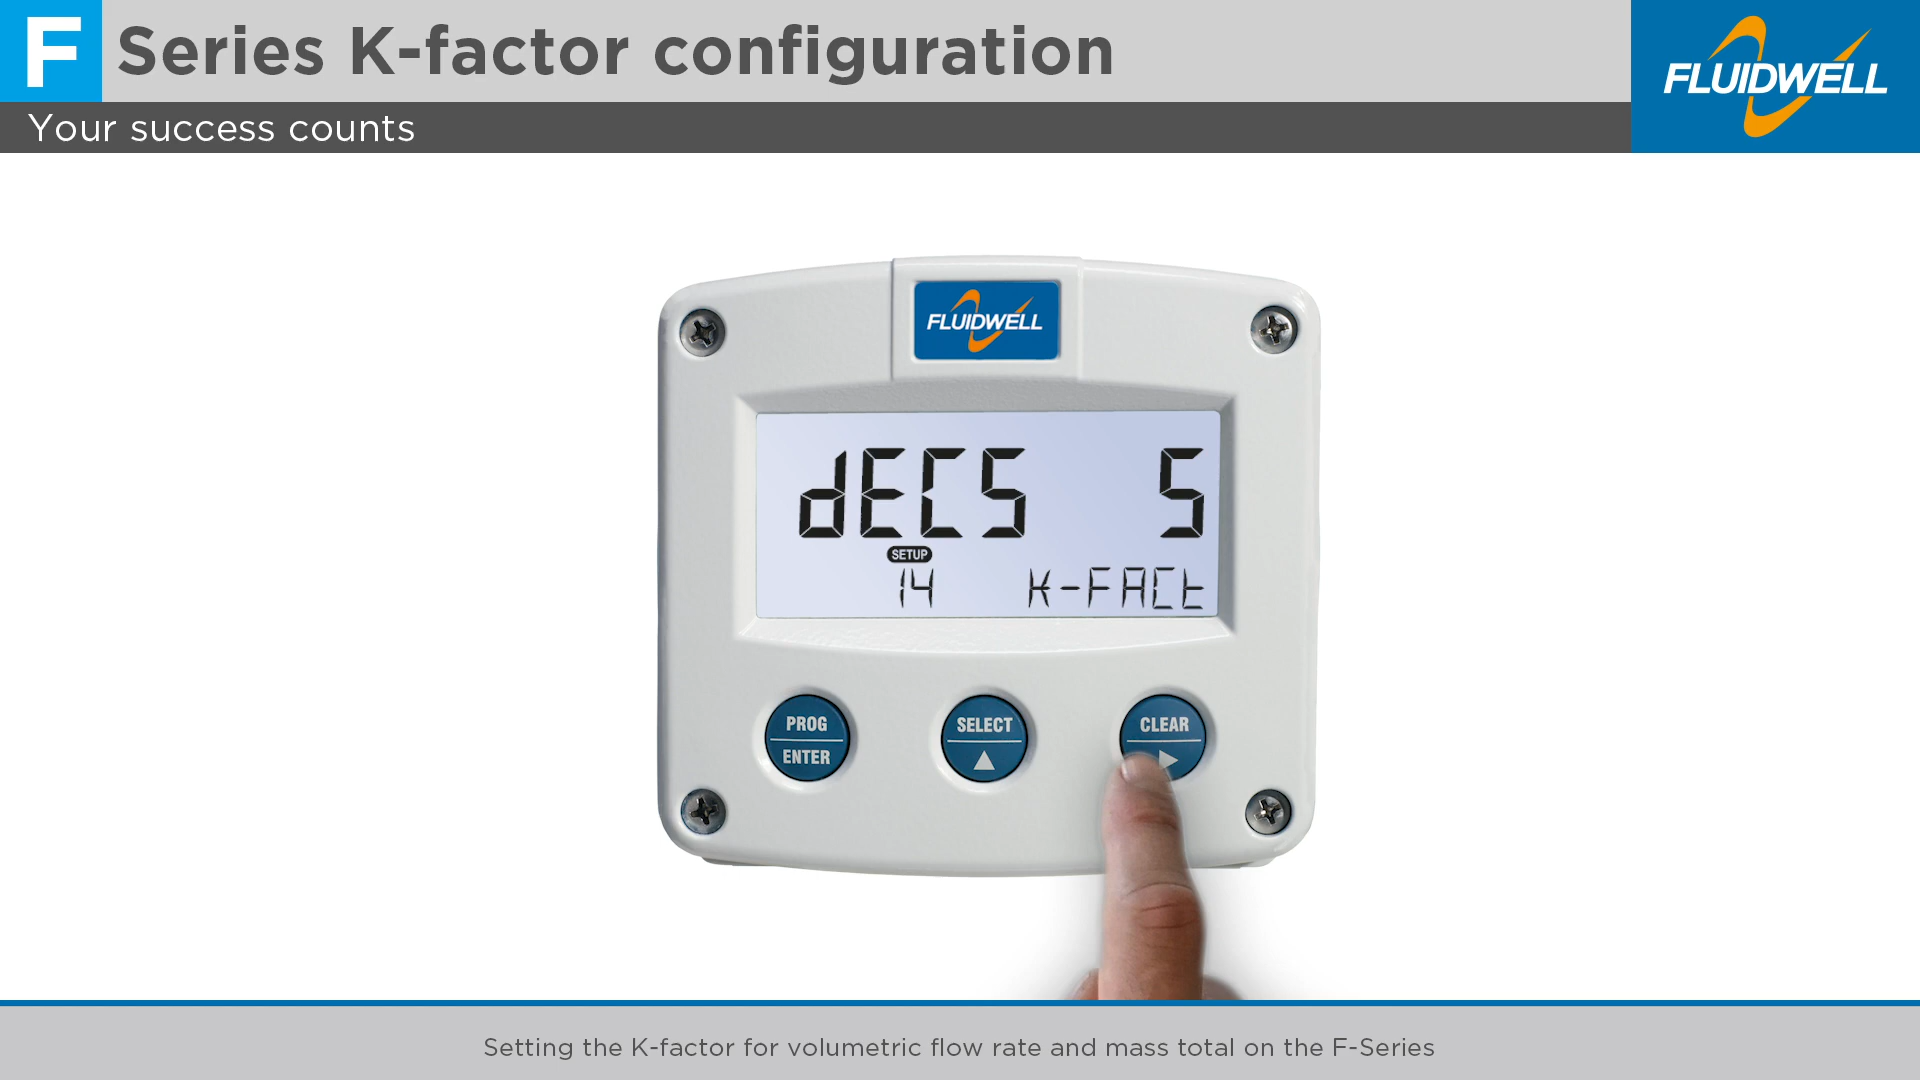 F Series K-factor configuration
FLUIDWELL
Your success counts
FLUIDWELL
dECS 5
SETUP
14 K-FACt
PROG
ENTER
SELECT
CLEAR
Setting the K-factor for volumetric flow rate and mass total on the F-Series